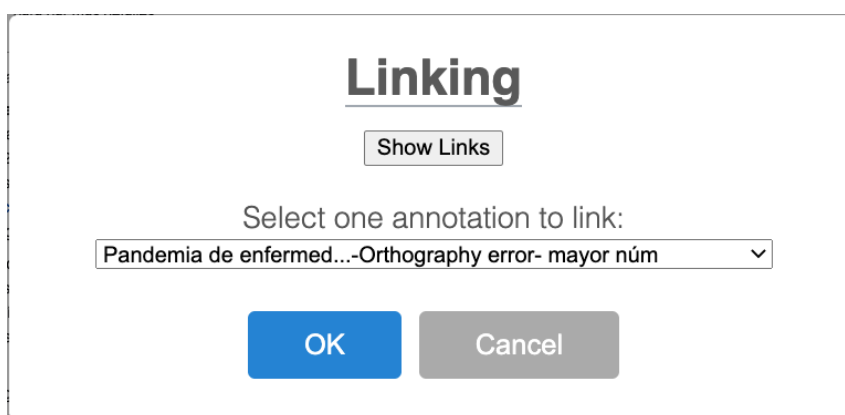 Linking
Show Links
Select one annotation to link:
Pandemia de enfermed...-Orthography error- mayor núm
OK
Cancel